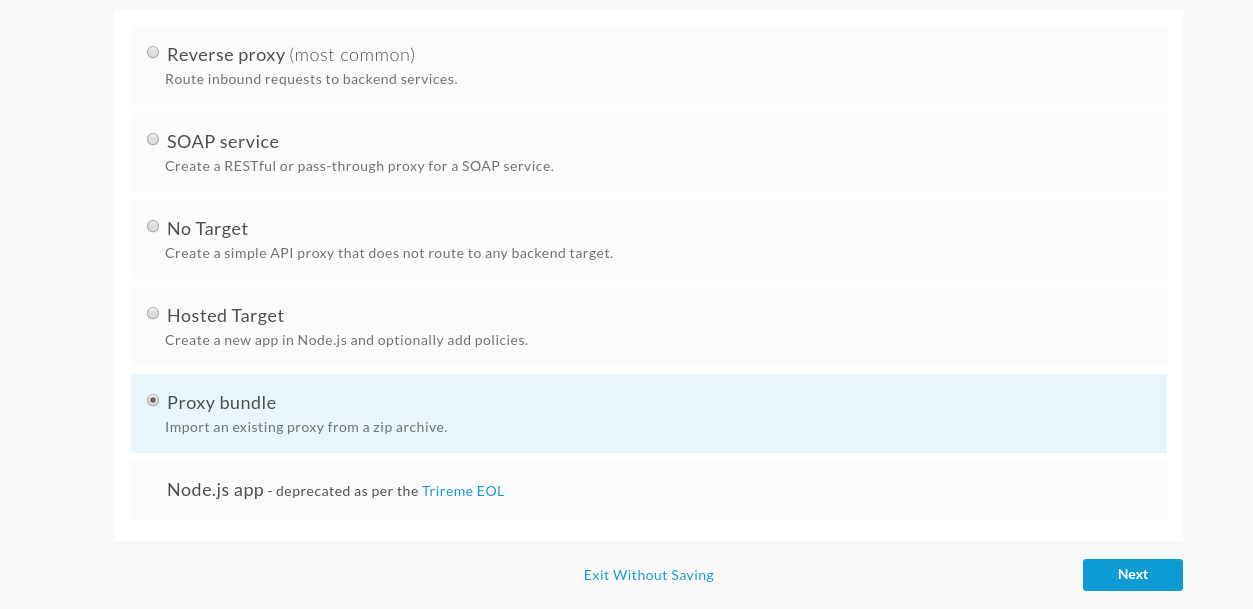 Reverse proxy (most common)
Route inbound requests to backend services.
SOAP service
Create a RESTful or pass-through proxy for a SOAP service.
No Target
Create a simple API proxy that does not route to any backend target.
Hosted Target
Create a new app in Node.js and optionally add policies.
Proxy bundle
Import an existing proxy from a zip archive.
Node.js app - deprecated as per the Trireme EOL
Exit Without Saving
Next